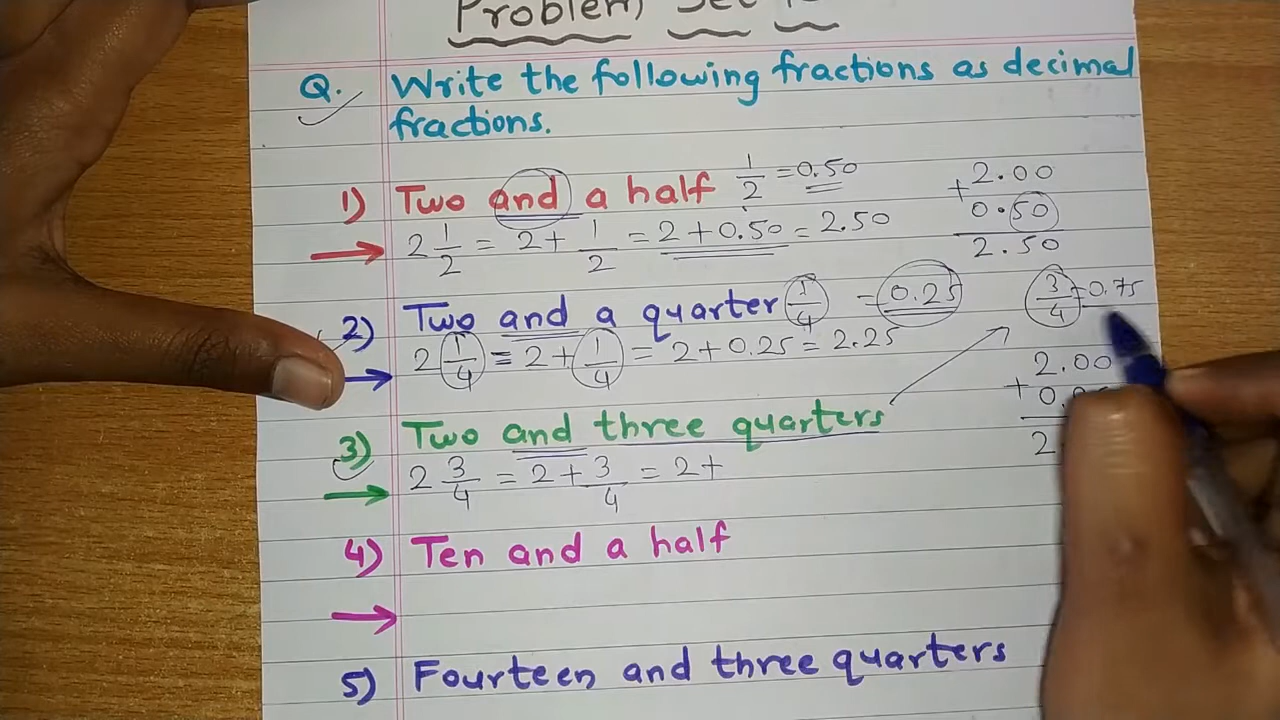 Problem Set
Q. Write the following fractions as decimal
fractions.
1) Two and a half 1/2 = 0.50
2 1/2 = 2 + 1/2 = 2 + 0.50 = 2.50
2.00
+ 0.50
2.50
2) Two and a quarter 1/4 = 0.25
2 1/4 = 2 + 1/4 = 2 + 0.25 = 2.25
3/4 = 0.75
2.00
+ 0.
2
3) Two and three quarters
2 3/4 = 2 + 3/4 = 2 +
4) Ten and a half
5) Fourteen and three quarters